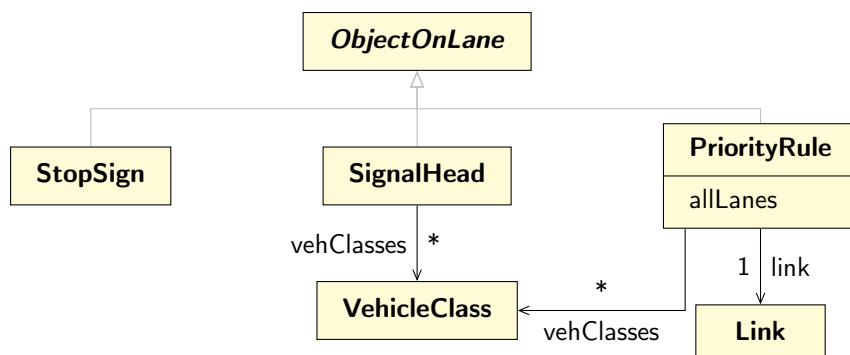 ObjectOnLane
StopSign
SignalHead
PriorityRule
allLanes
vehClasses
*
1
link
VehicleClass
*
vehClasses
Link